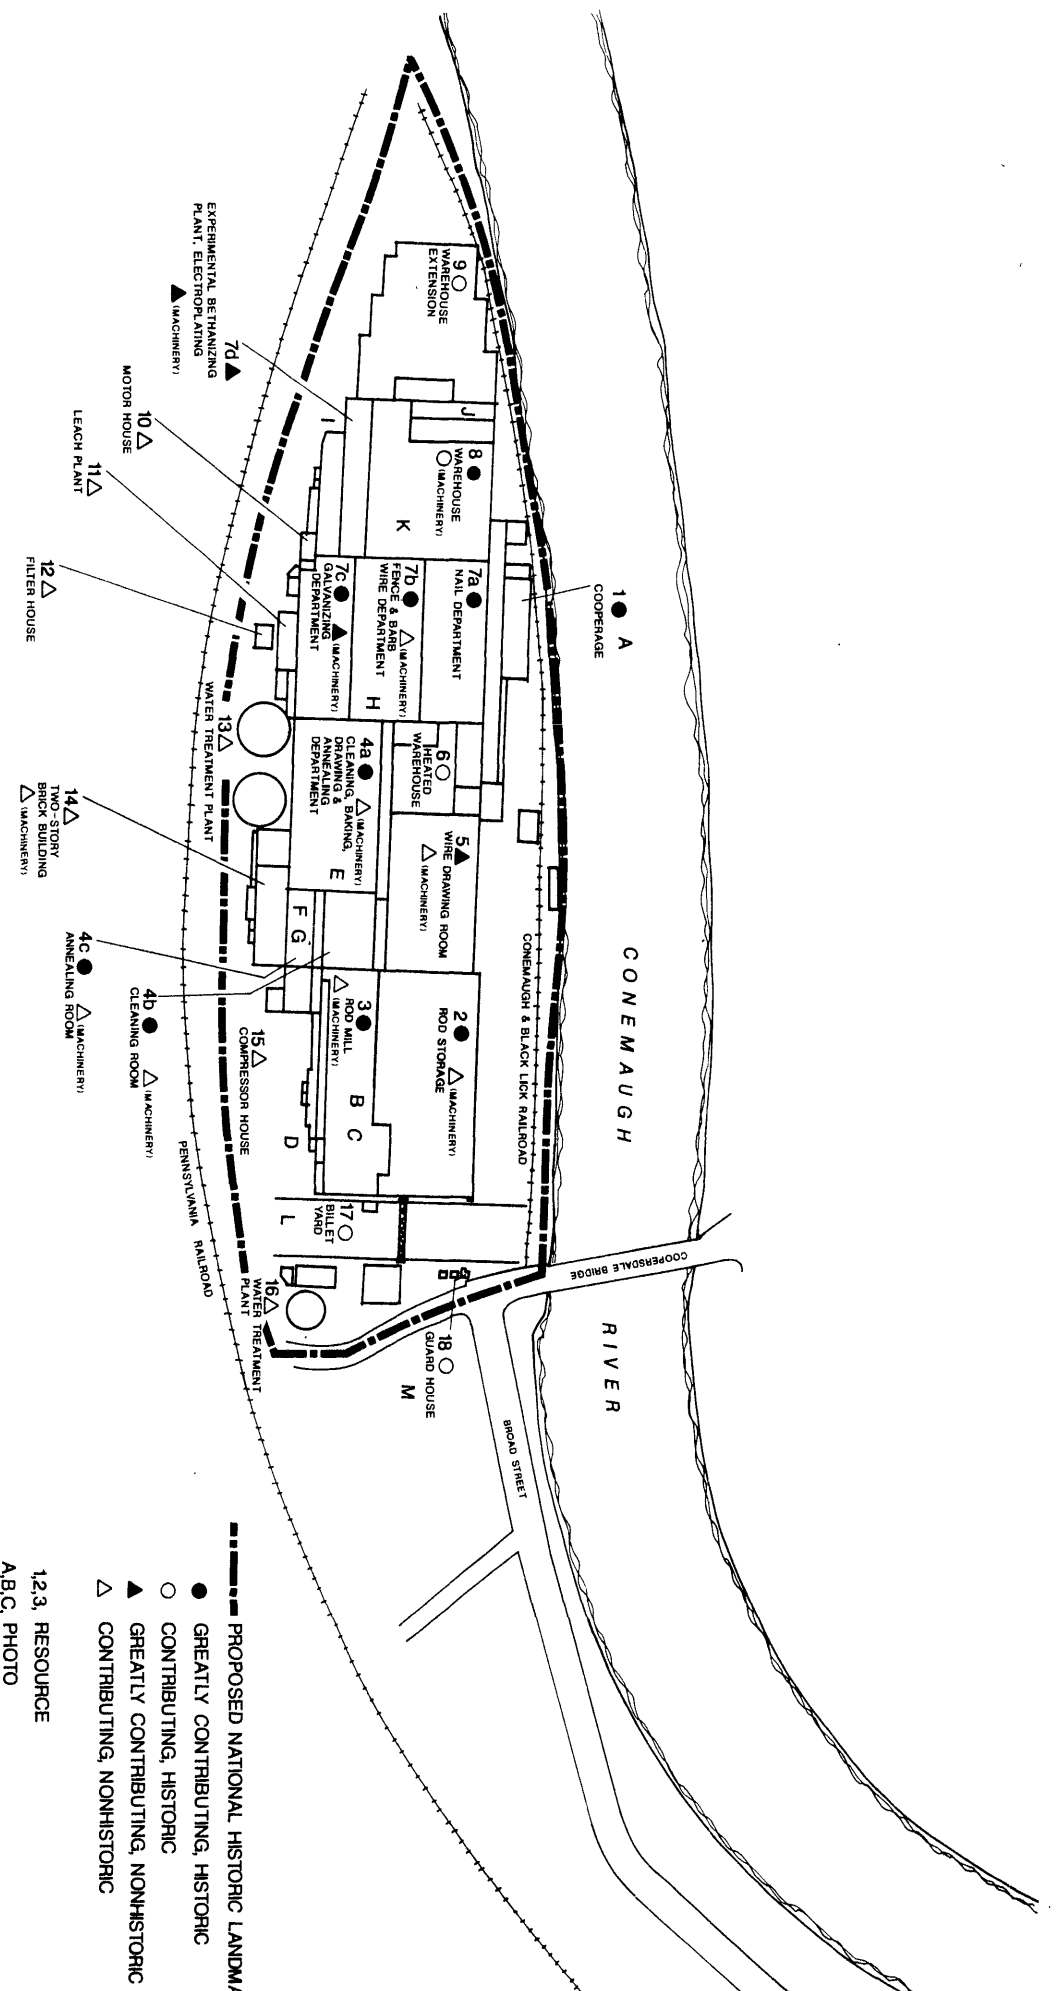 CONEMAUGH RIVER
COOPERSDALE BRIDGE
BROAD STREET
CONEMAUGH & BLACK LICK RAILROAD
PENNSYLVANIA RAILROAD
1 ● A
COOPERAGE
9 ○
WAREHOUSE
EXTENSION
J
8 ●
WAREHOUSE
○ (MACHINERY)
K
I
7a ●
NAIL DEPARTMENT
7b ● △ (MACHINERY)
FENCE & BARB
WIRE DEPARTMENT
H
7c ● ▲ (MACHINERY)
GALVANIZING
DEPARTMENT
7d ▲
EXPERIMENTAL BETHANIZING
PLANT, ELECTROPLATING
▲ (MACHINERY)
10 △
MOTOR HOUSE
11 △
LEACH PLANT
12 △
FILTER HOUSE
13 △
WATER TREATMENT PLANT
6 ○
HEATED
WAREHOUSE
4a ● △ (MACHINERY)
CLEANING, BAKING,
DRAWING &
ANNEALING
DEPARTMENT
E
5 ▲
WIRE DRAWING ROOM
△ (MACHINERY)
F G
14 △
TWO-STORY
BRICK BUILDING
△ (MACHINERY)
4c ● △ (MACHINERY)
ANNEALING ROOM
4b ● △ (MACHINERY)
CLEANING ROOM
2 ● △ (MACHINERY)
ROD STORAGE
3 ●
ROD MILL
△ (MACHINERY)
B C
D
15 △
COMPRESSOR HOUSE
17 ○
BILLET
YARD
L
16 △
WATER TREATMENT
PLANT
18 ○
GUARD HOUSE
M
PROPOSED NATIONAL HISTORIC LANDMA
● GREATLY CONTRIBUTING, HISTORIC
○ CONTRIBUTING, HISTORIC
▲ GREATLY CONTRIBUTING, NONHISTORIC
△ CONTRIBUTING, NONHISTORIC
1,2,3, RESOURCE
A,B,C, PHOTO